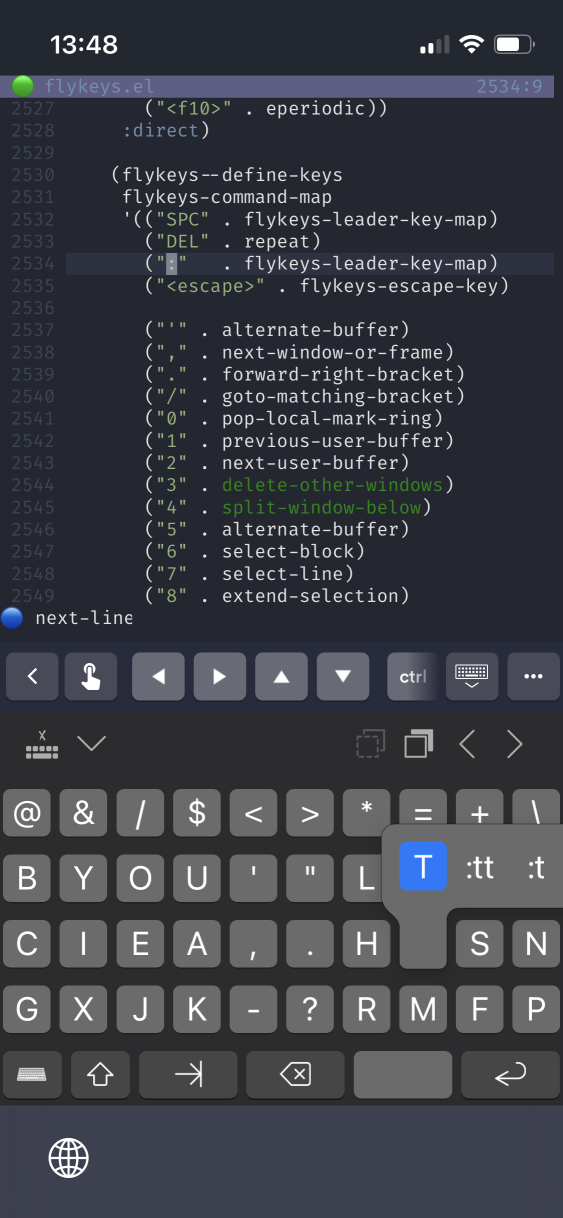 13:48
flykeys.el 2534:9
2527 ("<f10>" . eperiodic))
2528 :direct)
2529
2530 (flykeys--define-keys
2531 flykeys-command-map
2532 '(("SPC" . flykeys-leader-key-map)
2533 ("DEL" . repeat)
2534 (":" . flykeys-leader-key-map)
2535 ("<escape>" . flykeys-escape-key)
2536
2537 ("'" . alternate-buffer)
2538 ("," . next-window-or-frame)
2539 ("." . forward-right-bracket)
2540 ("/" . goto-matching-bracket)
2541 ("0" . pop-local-mark-ring)
2542 ("1" . previous-user-buffer)
2543 ("2" . next-user-buffer)
2544 ("3" . delete-other-windows)
2545 ("4" . split-window-below)
2546 ("5" . alternate-buffer)
2547 ("6" . select-block)
2548 ("7" . select-line)
2549 ("8" . extend-selection)
next-line
ctrl
@ & / $ < > * = + \
B Y O U ' " L T :tt :t
C I E A , . H S N
G X J K - ? R M F P